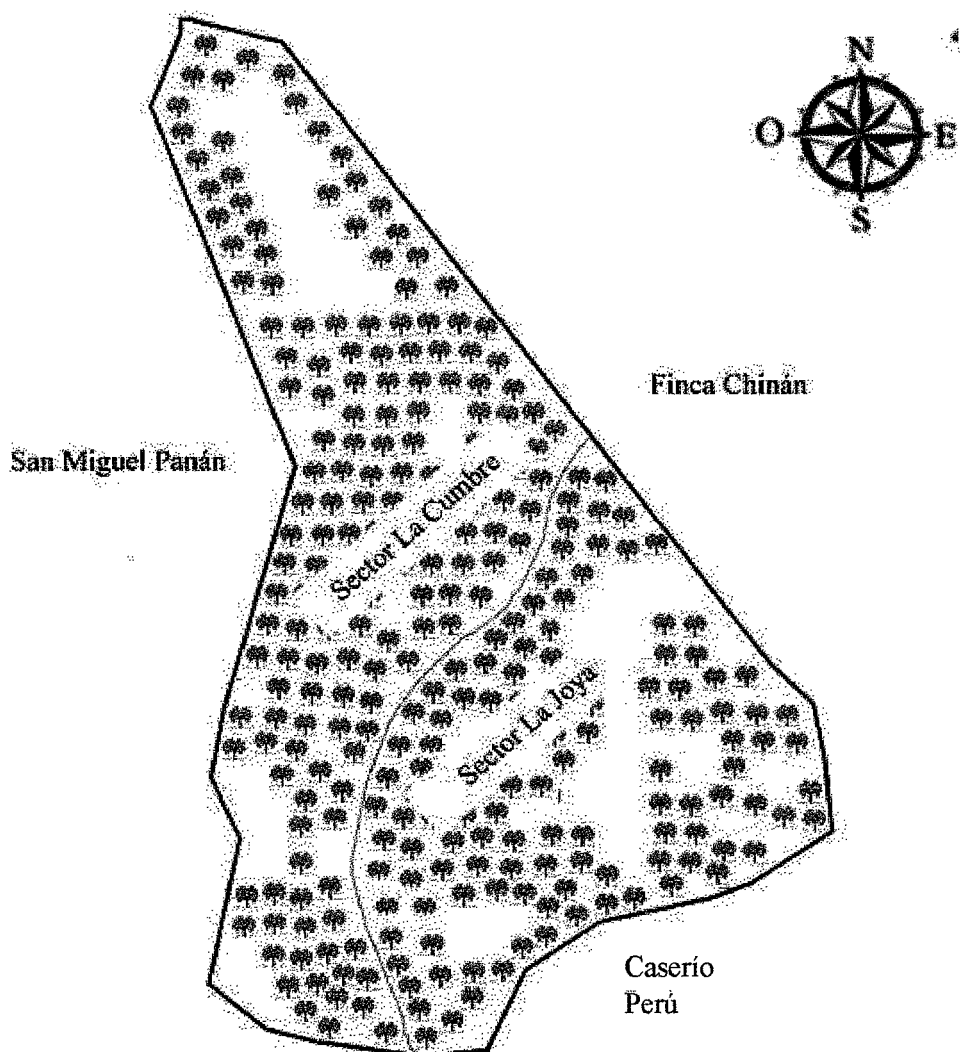 N
O
E
S
Finca Chinán
San Miguel Panán
Sector La Cumbre
Sector La Joya
Caserío
Perú